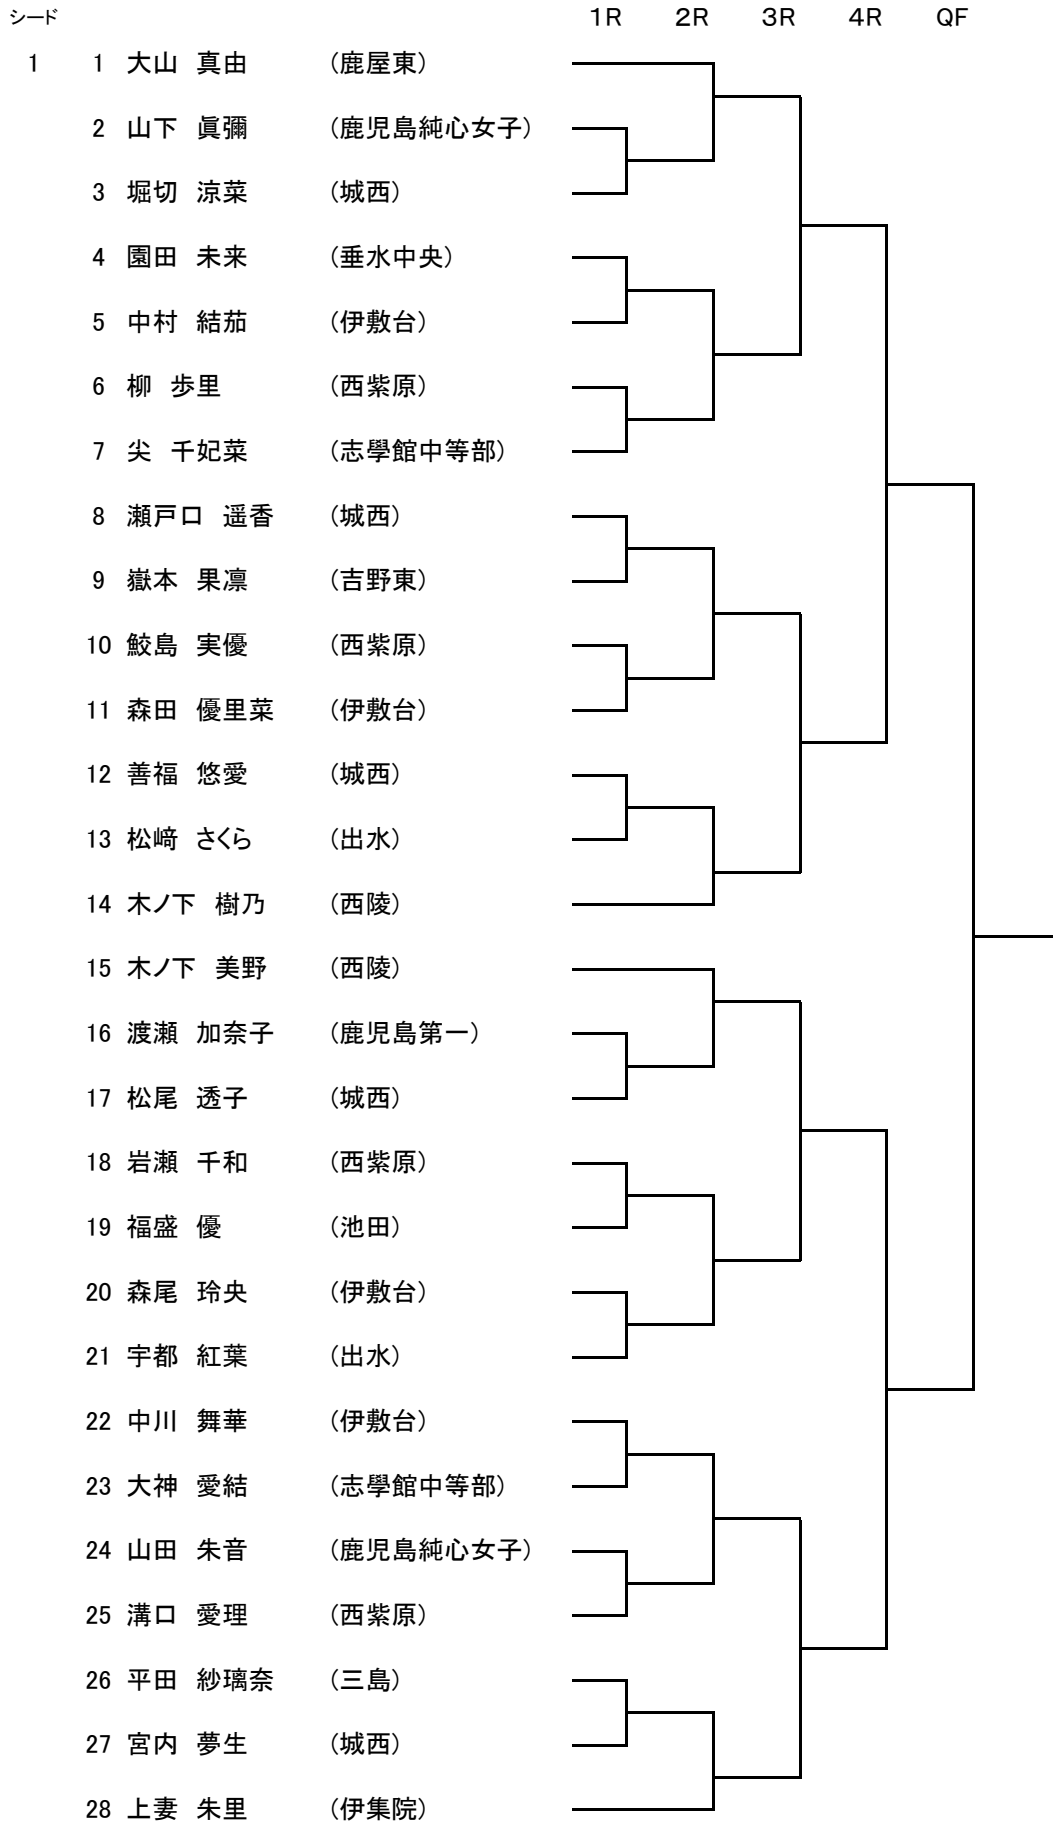 シード 1R 2R 3R 4R QF
1 1 大山 真由 (鹿屋東)
2 山下 眞彌 (鹿児島純心女子)
3 堀切 涼菜 (城西)
4 園田 未来 (垂水中央)
5 中村 結茄 (伊敷台)
6 柳 歩里 (西紫原)
7 尖 千妃菜 (志學館中等部)
8 瀬戸口 遥香 (城西)
9 嶽本 果凛 (吉野東)
10 鮫島 実優 (西紫原)
11 森田 優里菜 (伊敷台)
12 善福 悠愛 (城西)
13 松﨑 さくら (出水)
14 木ノ下 樹乃 (西陵)
15 木ノ下 美野 (西陵)
16 渡瀬 加奈子 (鹿児島第一)
17 松尾 透子 (城西)
18 岩瀬 千和 (西紫原)
19 福盛 優 (池田)
20 森尾 玲央 (伊敷台)
21 宇都 紅葉 (出水)
22 中川 舞華 (伊敷台)
23 大神 愛結 (志學館中等部)
24 山田 朱音 (鹿児島純心女子)
25 溝口 愛理 (西紫原)
26 平田 紗璃奈 (三島)
27 宮内 夢生 (城西)
28 上妻 朱里 (伊集院)